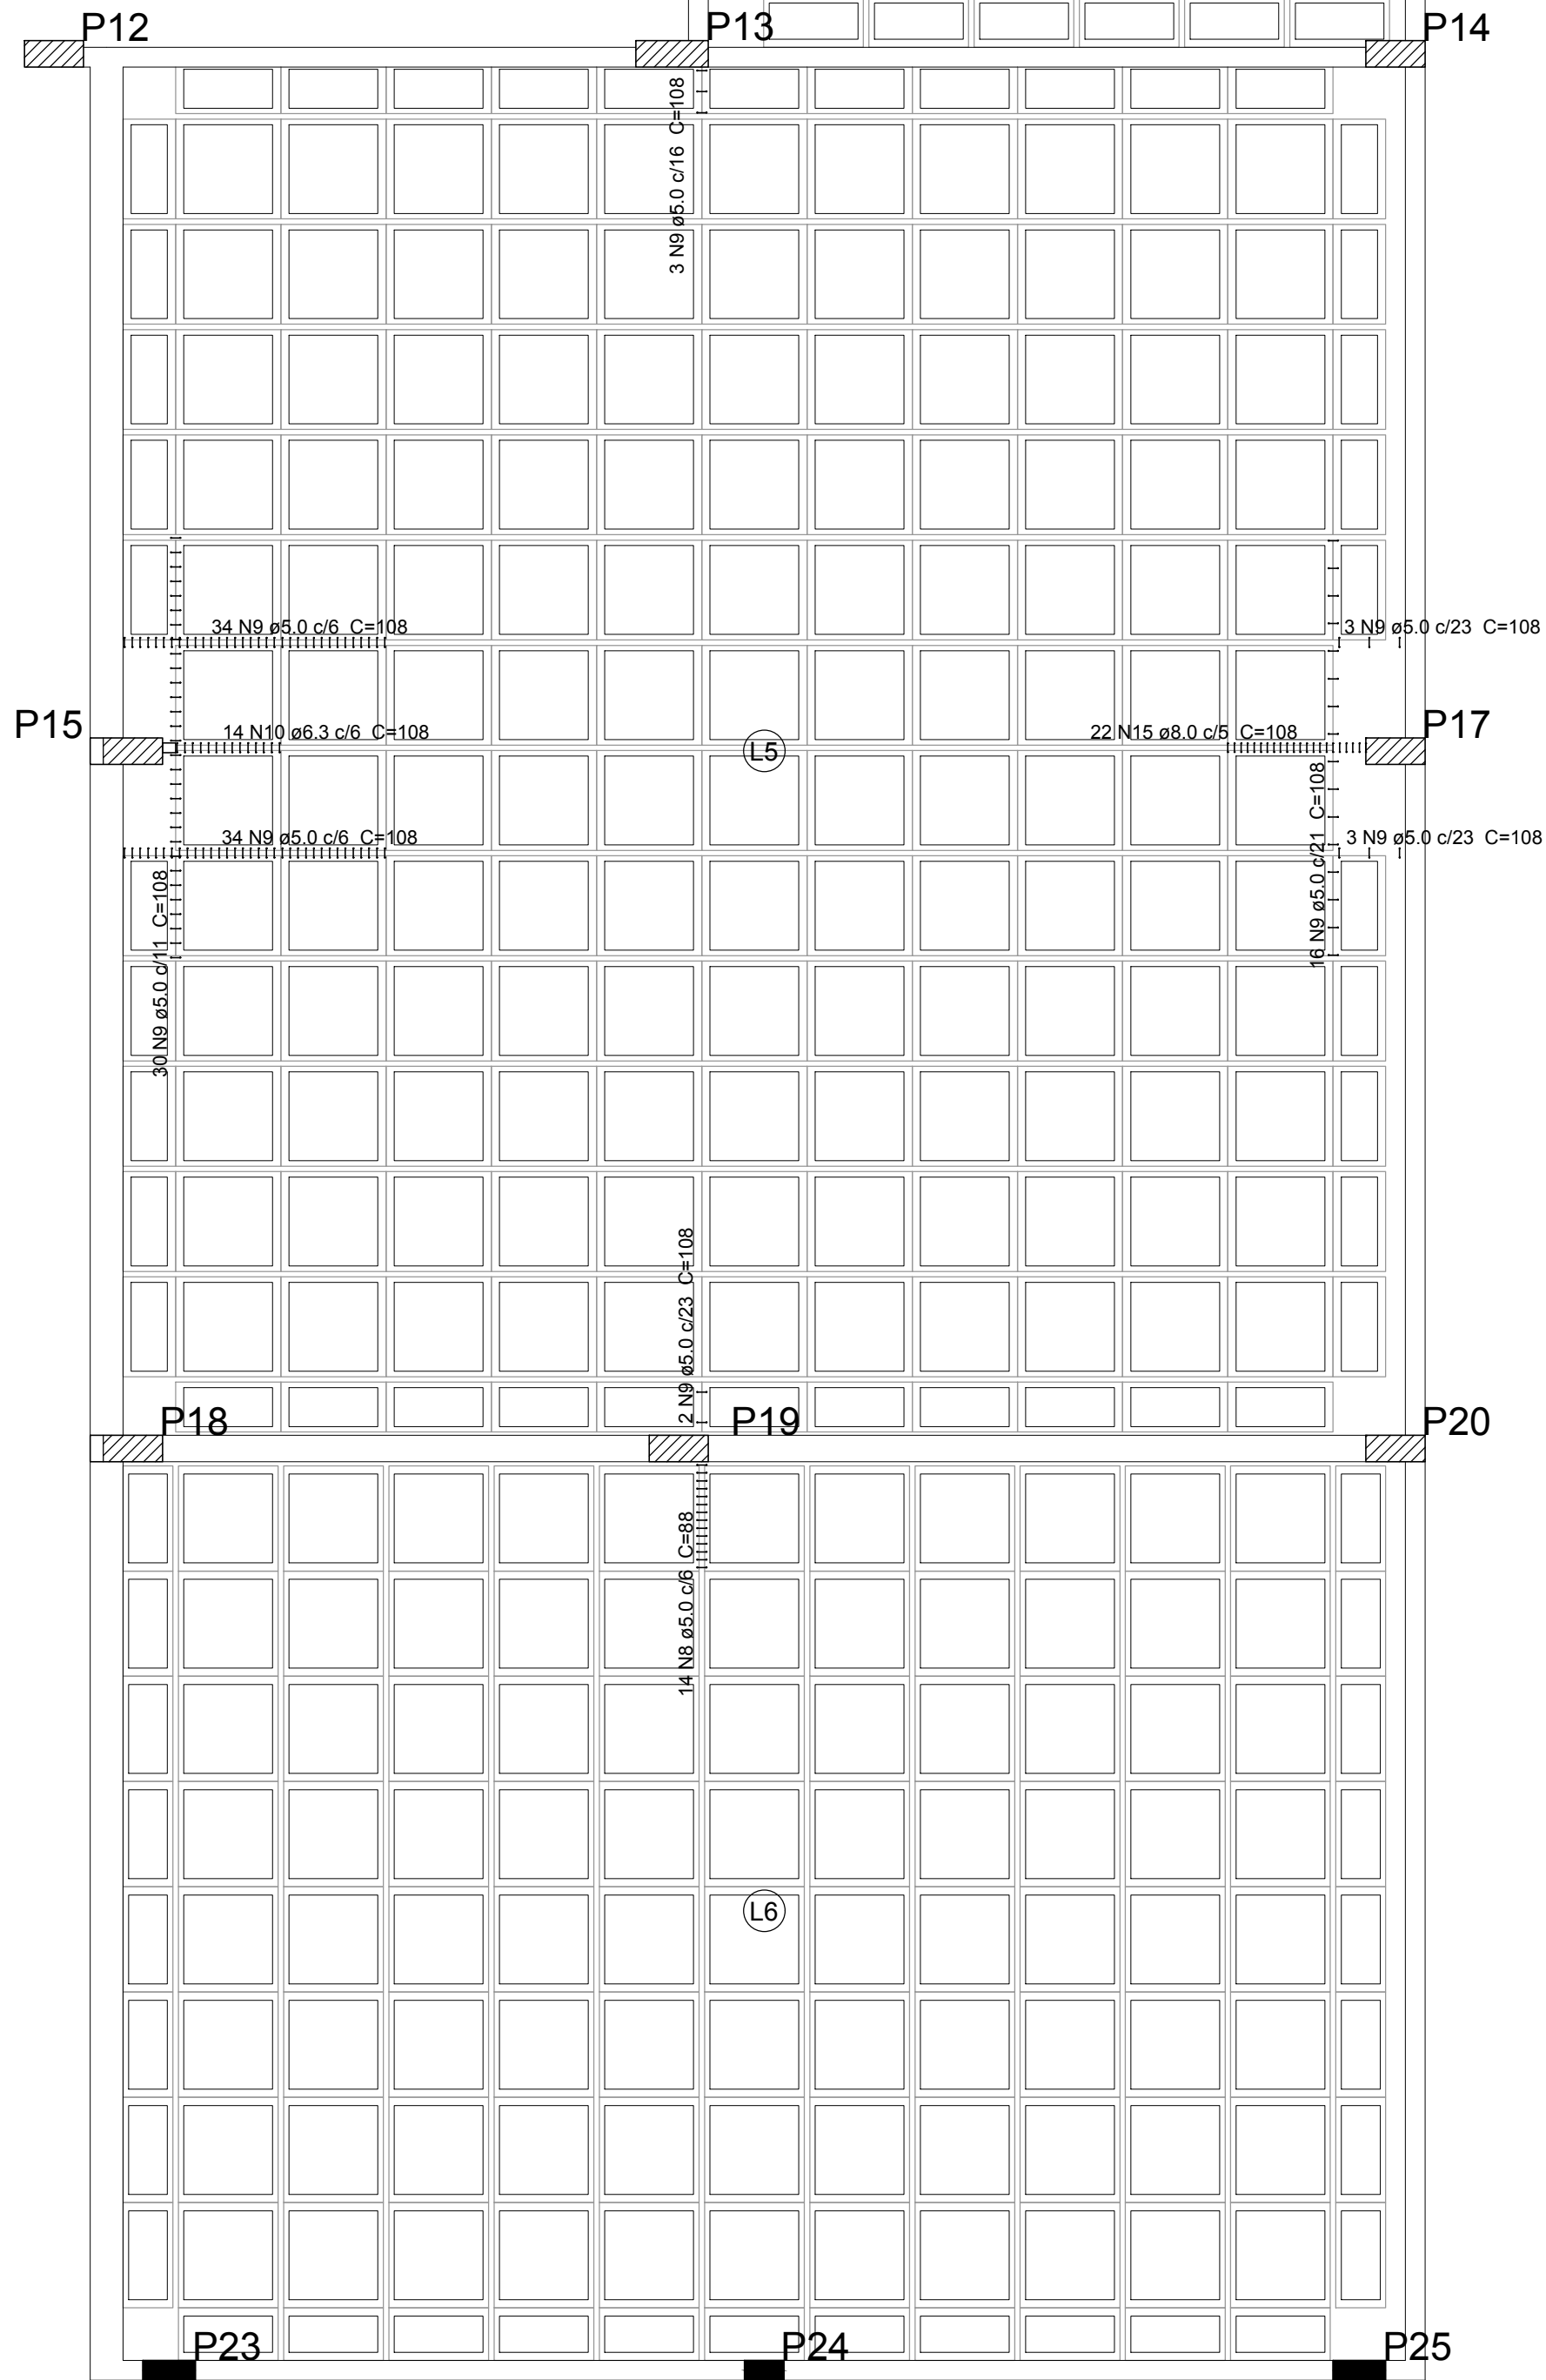 P12
P13
P14
3 N9 ø5.0 c/16 C=108
34 N9 ø5.0 c/6 C=108
3 N9 ø5.0 c/23 C=108
P15
14 N10 ø6.3 c/6 C=108
L5
22 N15 ø8.0 c/5 C=108
P17
34 N9 ø5.0 c/6 C=108
16 N9 ø5.0 c/21 C=108
3 N9 ø5.0 c/23 C=108
30 N9 ø5.0 c/11 C=108
2 N9 ø5.0 c/23 C=108
P18
P19
P20
14 N8 ø5.0 c/6 C=88
L6
P23
P24
P25